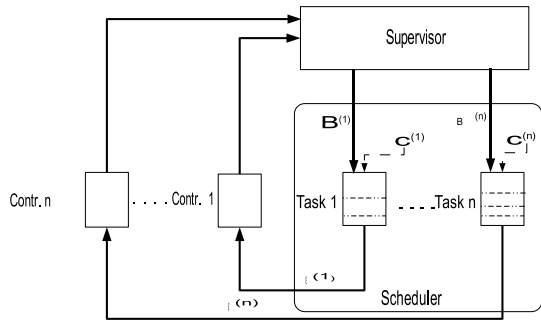 Supervisor
B(1)
B (n)
C(1)
C(n)
Contr. n
. . . . .
Contr. 1
Task 1
. . . . .
Task n
(1)
(n)
Scheduler